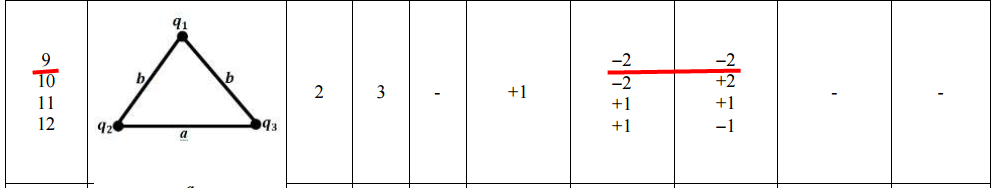 9
10
11
12
q₁
b b
q₂ a q₃
2 3 - +1
–2 –2
–2 +2
+1 +1
+1 –1
- -